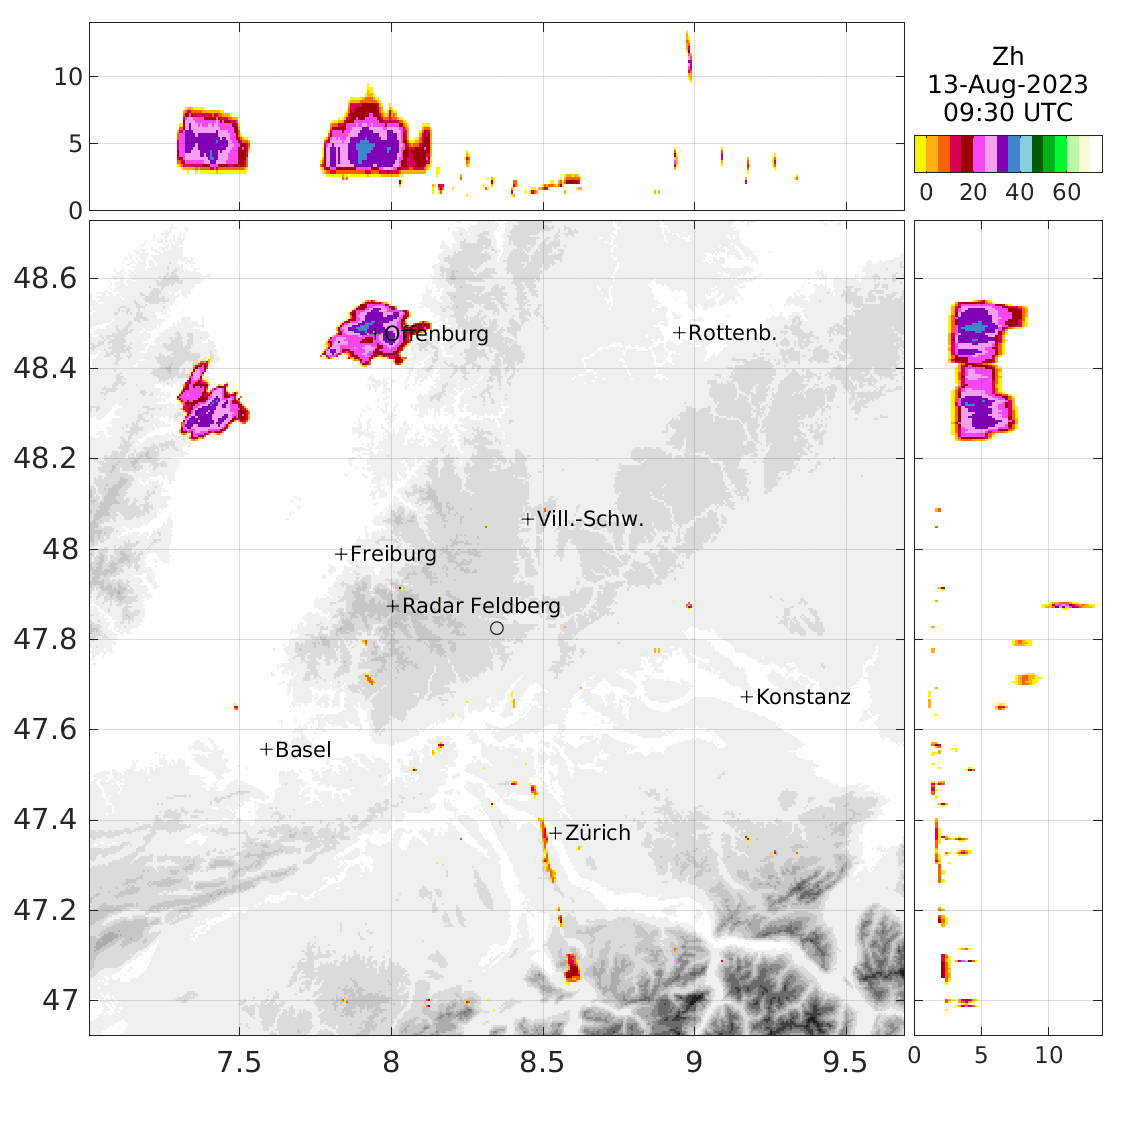 Zh
13-Aug-2023
09:30 UTC
0 20 40 60
10
5
0
48.6
48.4
48.2
48
47.8
47.6
47.4
47.2
47
Offenburg
+Rottenb.
+Vill.-Schw.
+Freiburg
+Radar Feldberg
+Konstanz
+Basel
+Zürich
7.5 8 8.5 9 9.5
0 5 10